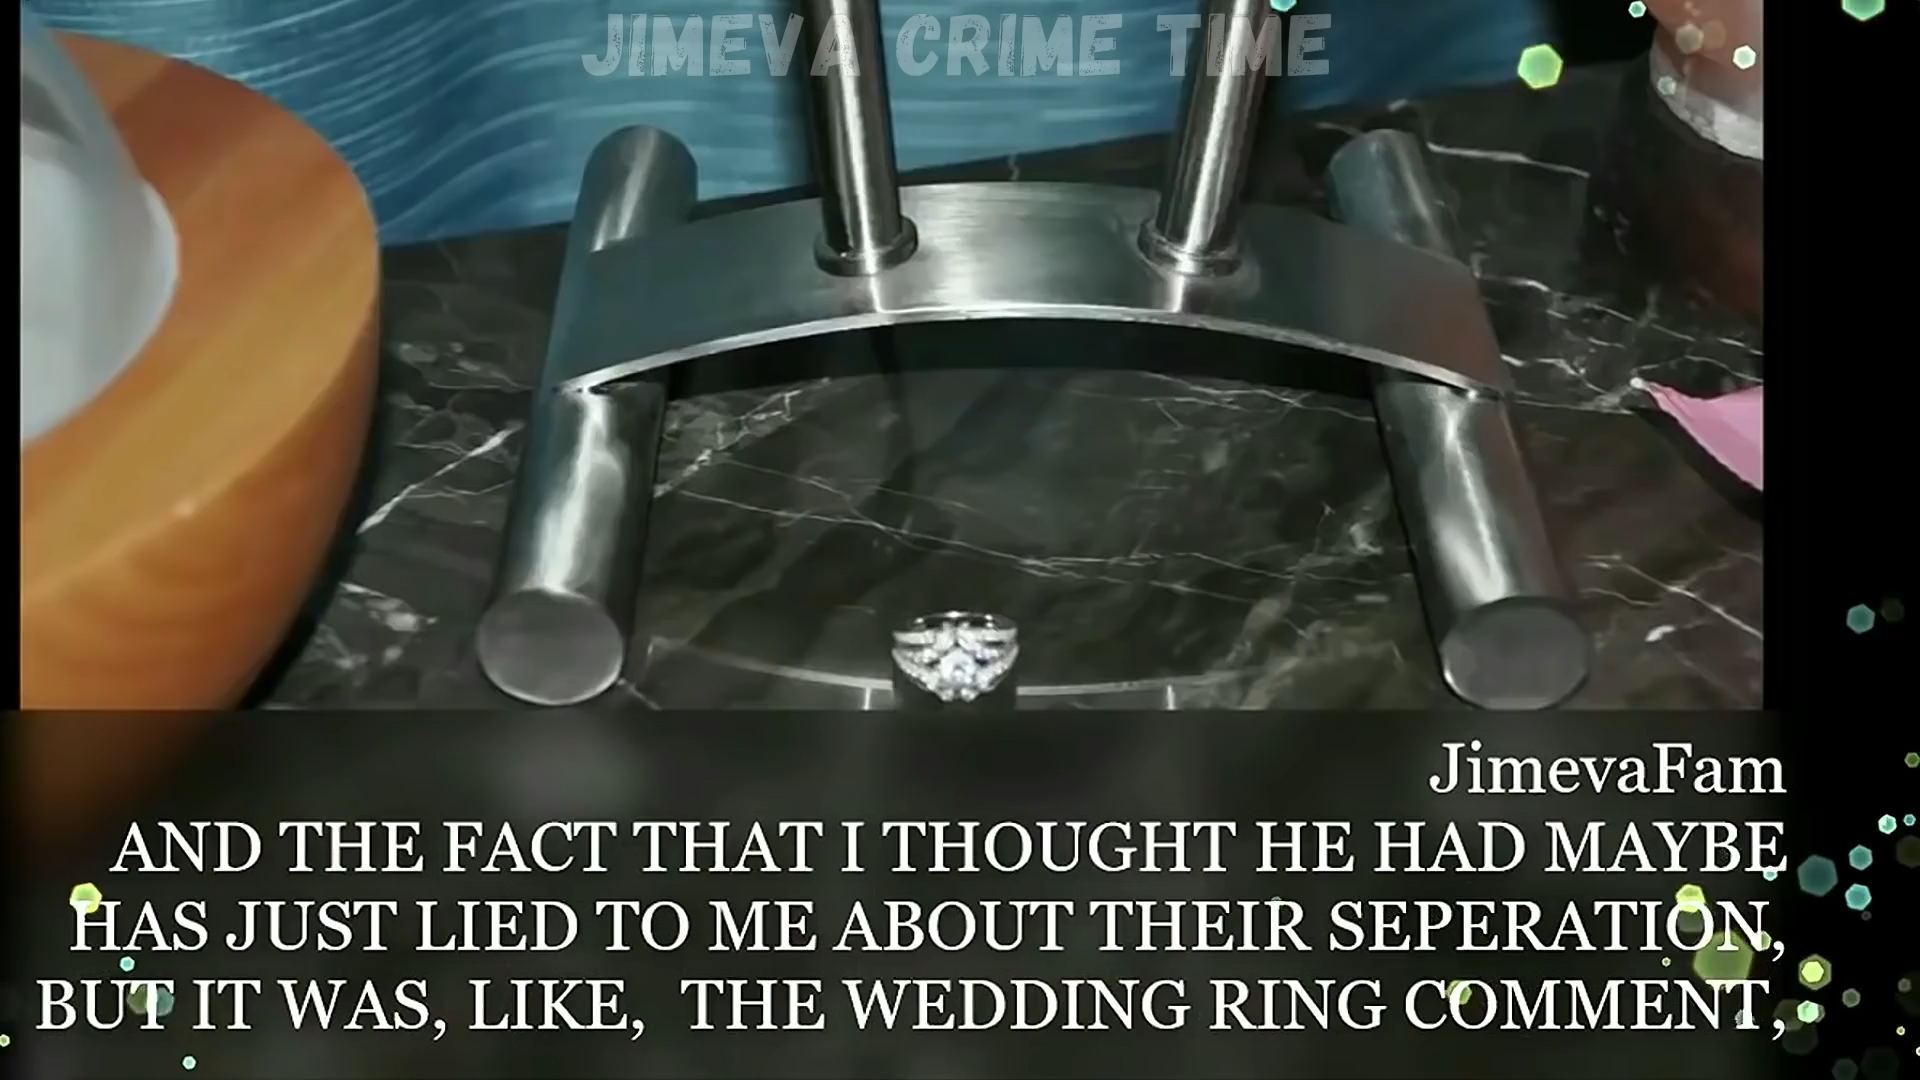 JIMEVA CRIME TIME
JimevaFam
AND THE FACT THAT I THOUGHT HE HAD MAYBE
HAS JUST LIED TO ME ABOUT THEIR SEPERATION,
BUT IT WAS, LIKE, THE WEDDING RING COMMENT,